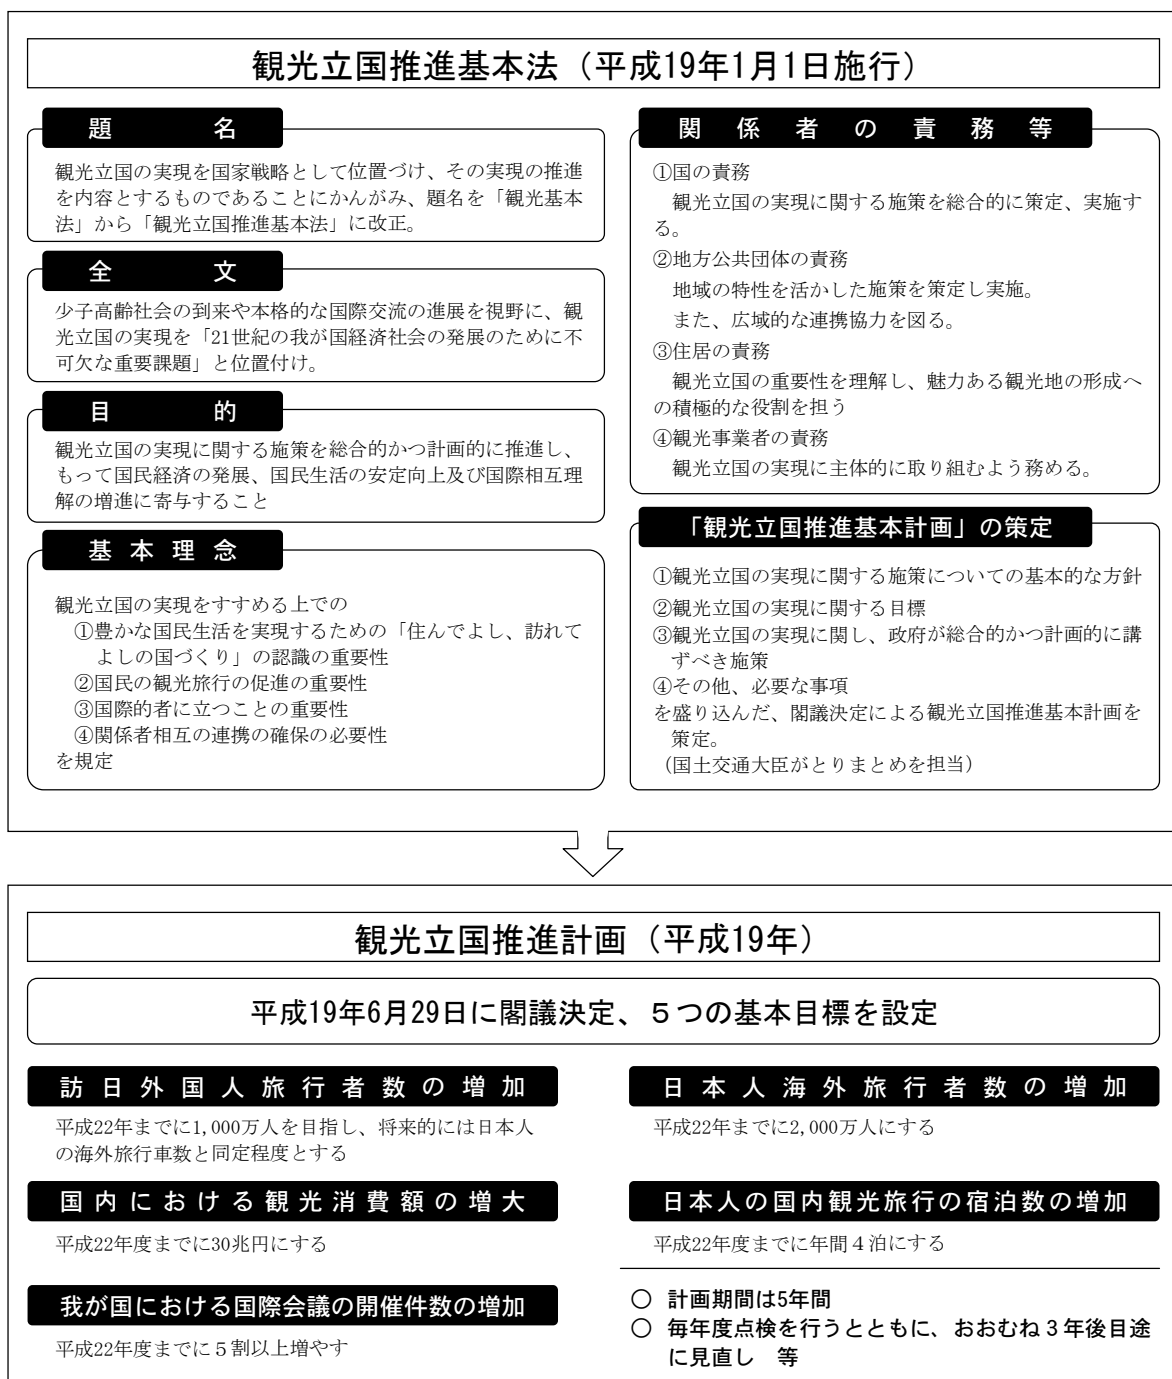 観光立国推進基本法（平成19年1月1日施行）
題名
観光立国の実現を国家戦略として位置づけ、その実現の推進
を内容とするものであることにかんがみ、題名を「観光基本
法」から「観光立国推進基本法」に改正。
全文
少子高齢社会の到来や本格的な国際交流の進展を視野に、観
光立国の実現を「21世紀の我が国経済社会の発展のために不
可欠な重要課題」と位置付け。
目的
観光立国の実現に関する施策を総合的かつ計画的に推進し、
もって国民経済の発展、国民生活の安定向上及び国際相互理
解の増進に寄与すること
基本理念
観光立国の実現をすすめる上での
①豊かな国民生活を実現するための「住んでよし、訪れて
よしの国づくり」の認識の重要性
②国民の観光旅行の促進の重要性
③国際的者に立つことの重要性
④関係者相互の連携の確保の必要性
を規定
関係者の責務等
①国の責務
観光立国の実現に関する施策を総合的に策定、実施す
る。
②地方公共団体の責務
地域の特性を活かした施策を策定し実施。
また、広域的な連携協力を図る。
③住居の責務
観光立国の重要性を理解し、魅力ある観光地の形成へ
の積極的な役割を担う
④観光事業者の責務
観光立国の実現に主体的に取り組むよう務める。
「観光立国推進基本計画」の策定
①観光立国の実現に関する施策についての基本的な方針
②観光立国の実現に関する目標
③観光立国の実現に関し、政府が総合的かつ計画的に講
ずべき施策
④その他、必要な事項
を盛り込んだ、閣議決定による観光立国推進基本計画を
策定。
（国土交通大臣がとりまとめを担当）
観光立国推進計画（平成19年）
平成19年6月29日に閣議決定、５つの基本目標を設定
訪日外国人旅行者数の増加
平成22年までに1,000万人を目指し、将来的には日本人
の海外旅行車数と同定程度とする
日本人海外旅行者数の増加
平成22年までに2,000万人にする
国内における観光消費額の増大
平成22年度までに30兆円にする
日本人の国内観光旅行の宿泊数の増加
平成22年度までに年間４泊にする
我が国における国際会議の開催件数の増加
平成22年度までに５割以上増やす
○ 計画期間は5年間
○ 毎年度点検を行うとともに、おおむね３年後目途
に見直し　等